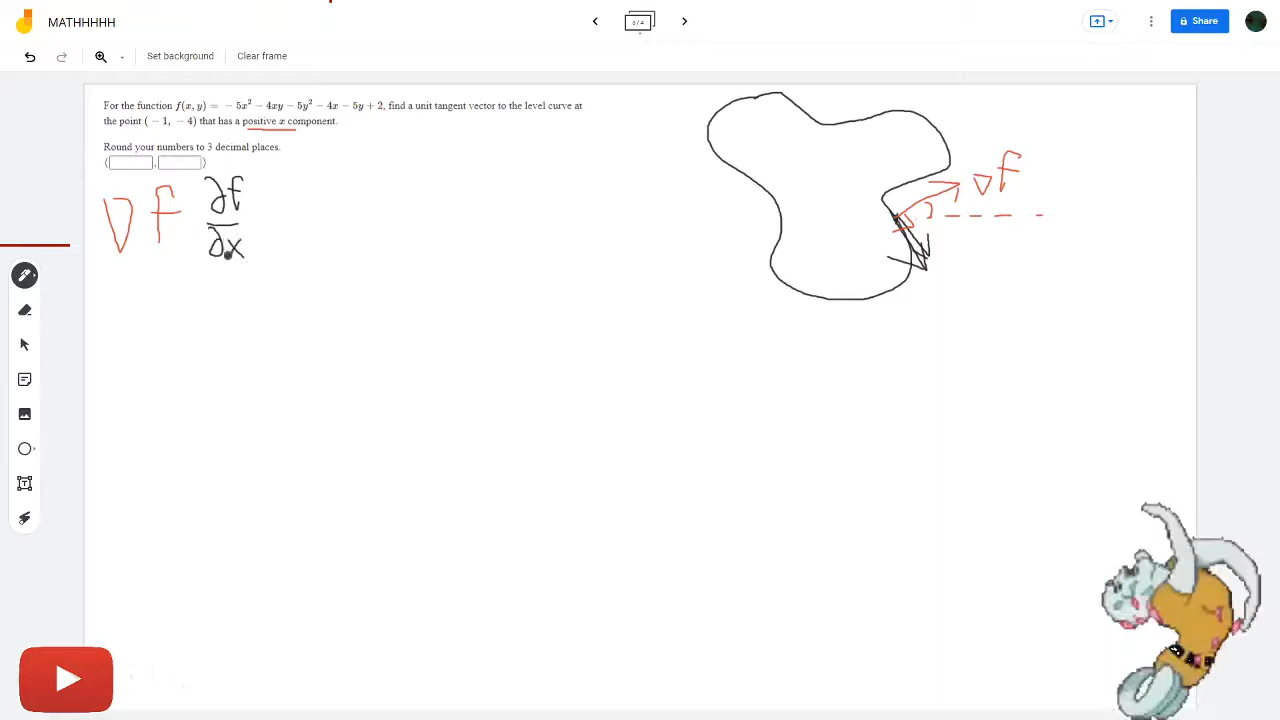 MATHHHHH
3 / 4
Share
Set background
Clear frame
For the function f(x, y) = − 5x² − 4xy − 5y² − 4x − 5y + 2, find a unit tangent vector to the level curve at
the point ( − 1, − 4) that has a positive x component.
Round your numbers to 3 decimal places.
( , )
∇f ∂f
∂x
∇f